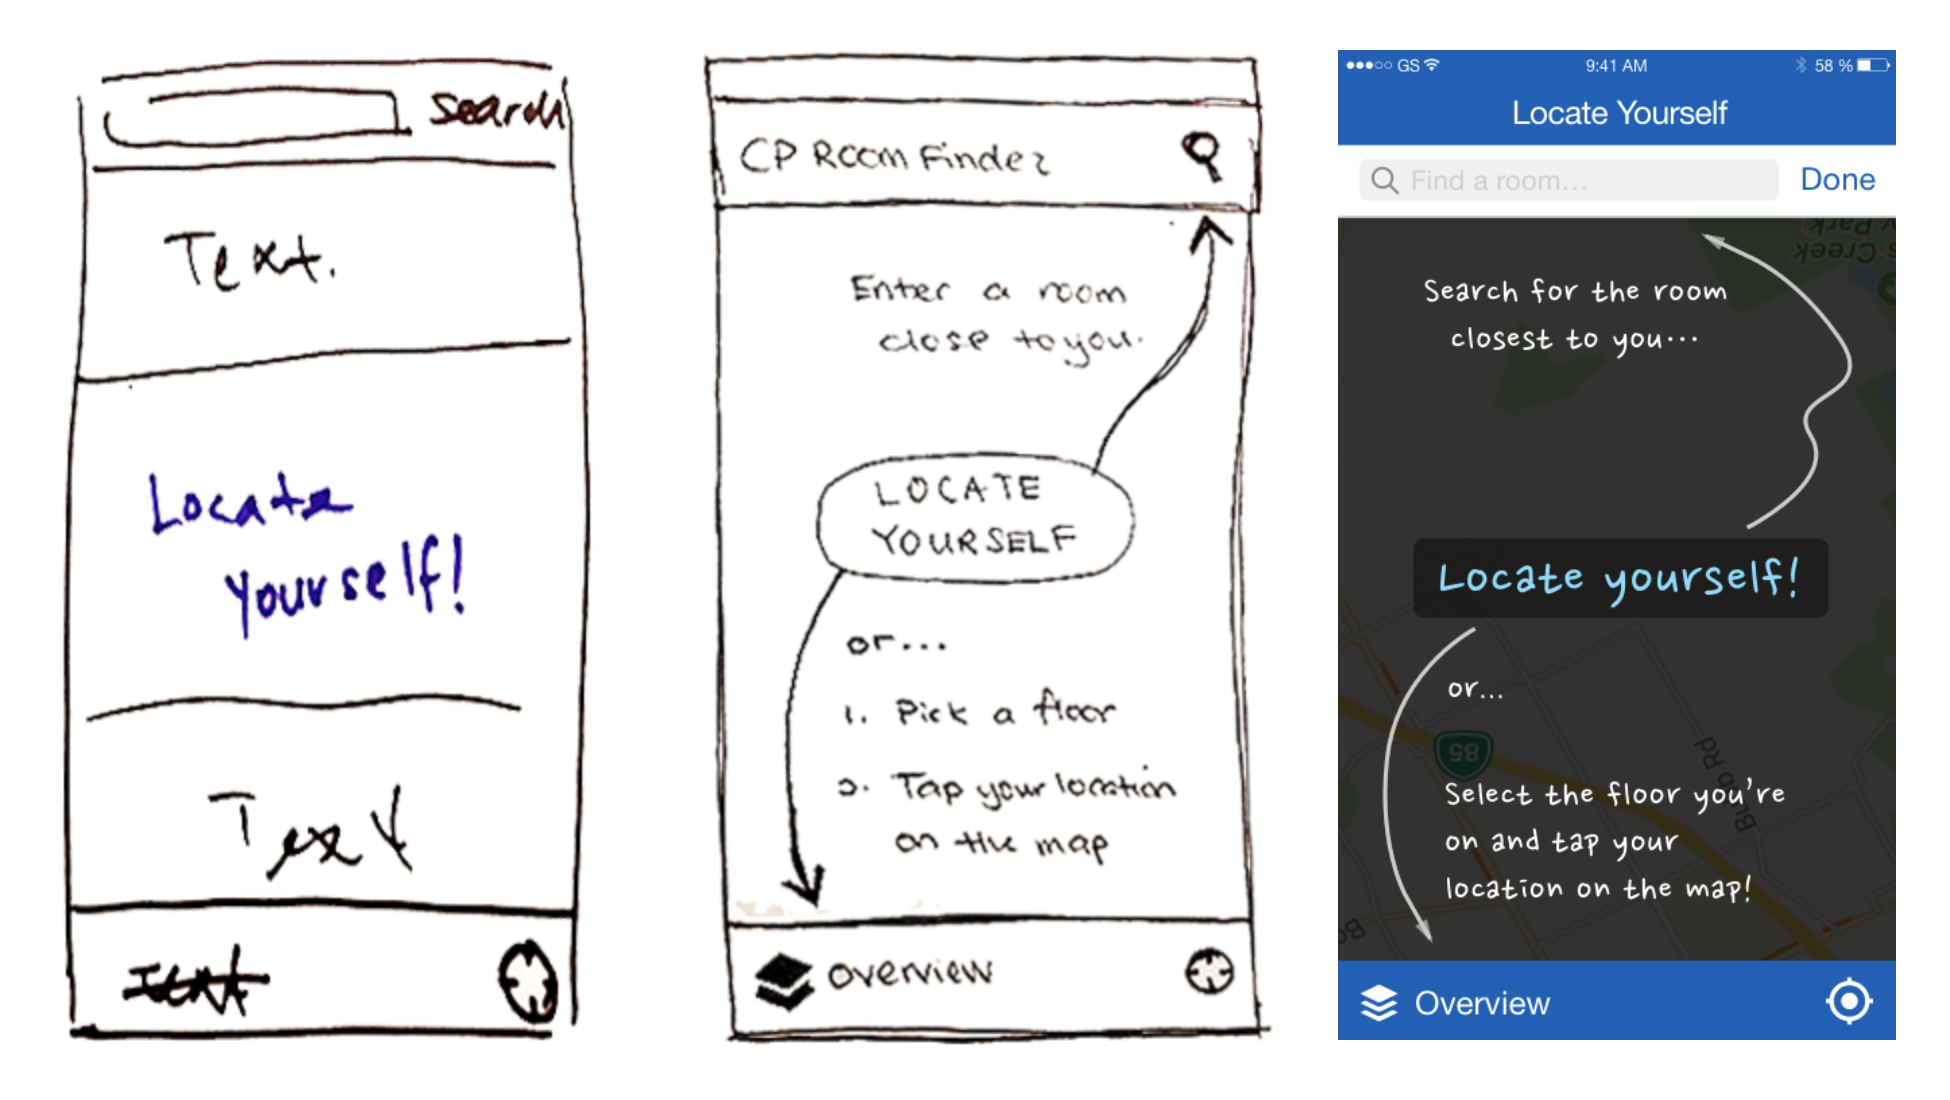 Search
Text.
Locate
yourself!
Text
Text
CP Room Finder
Enter a room
close to you.
LOCATE
YOURSELF
or...
1. Pick a floor
2. Tap your location
on the map
overview
GS
9:41 AM
58 %
Locate Yourself
Find a room...
Done
Park
Creek
Search for the room
closest to you...
Locate yourself!
or...
85
Select the floor you're
on and tap your
location on the map!
Overview